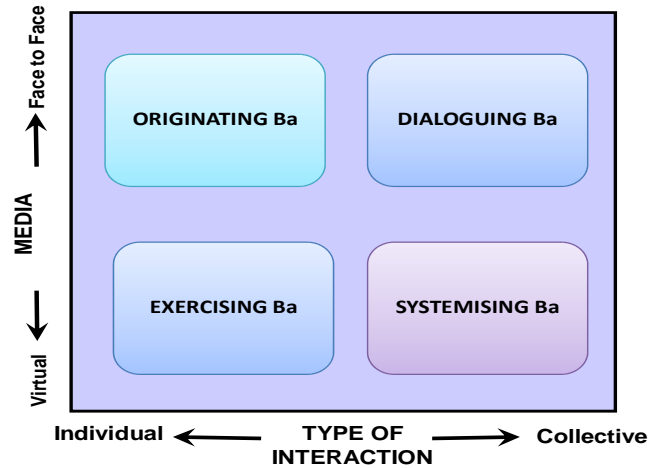 Face to Face
MEDIA
Virtual
ORIGINATING Ba
DIALOGUING Ba
EXERCISING Ba
SYSTEMISING Ba
Individual
TYPE OF
INTERACTION
Collective